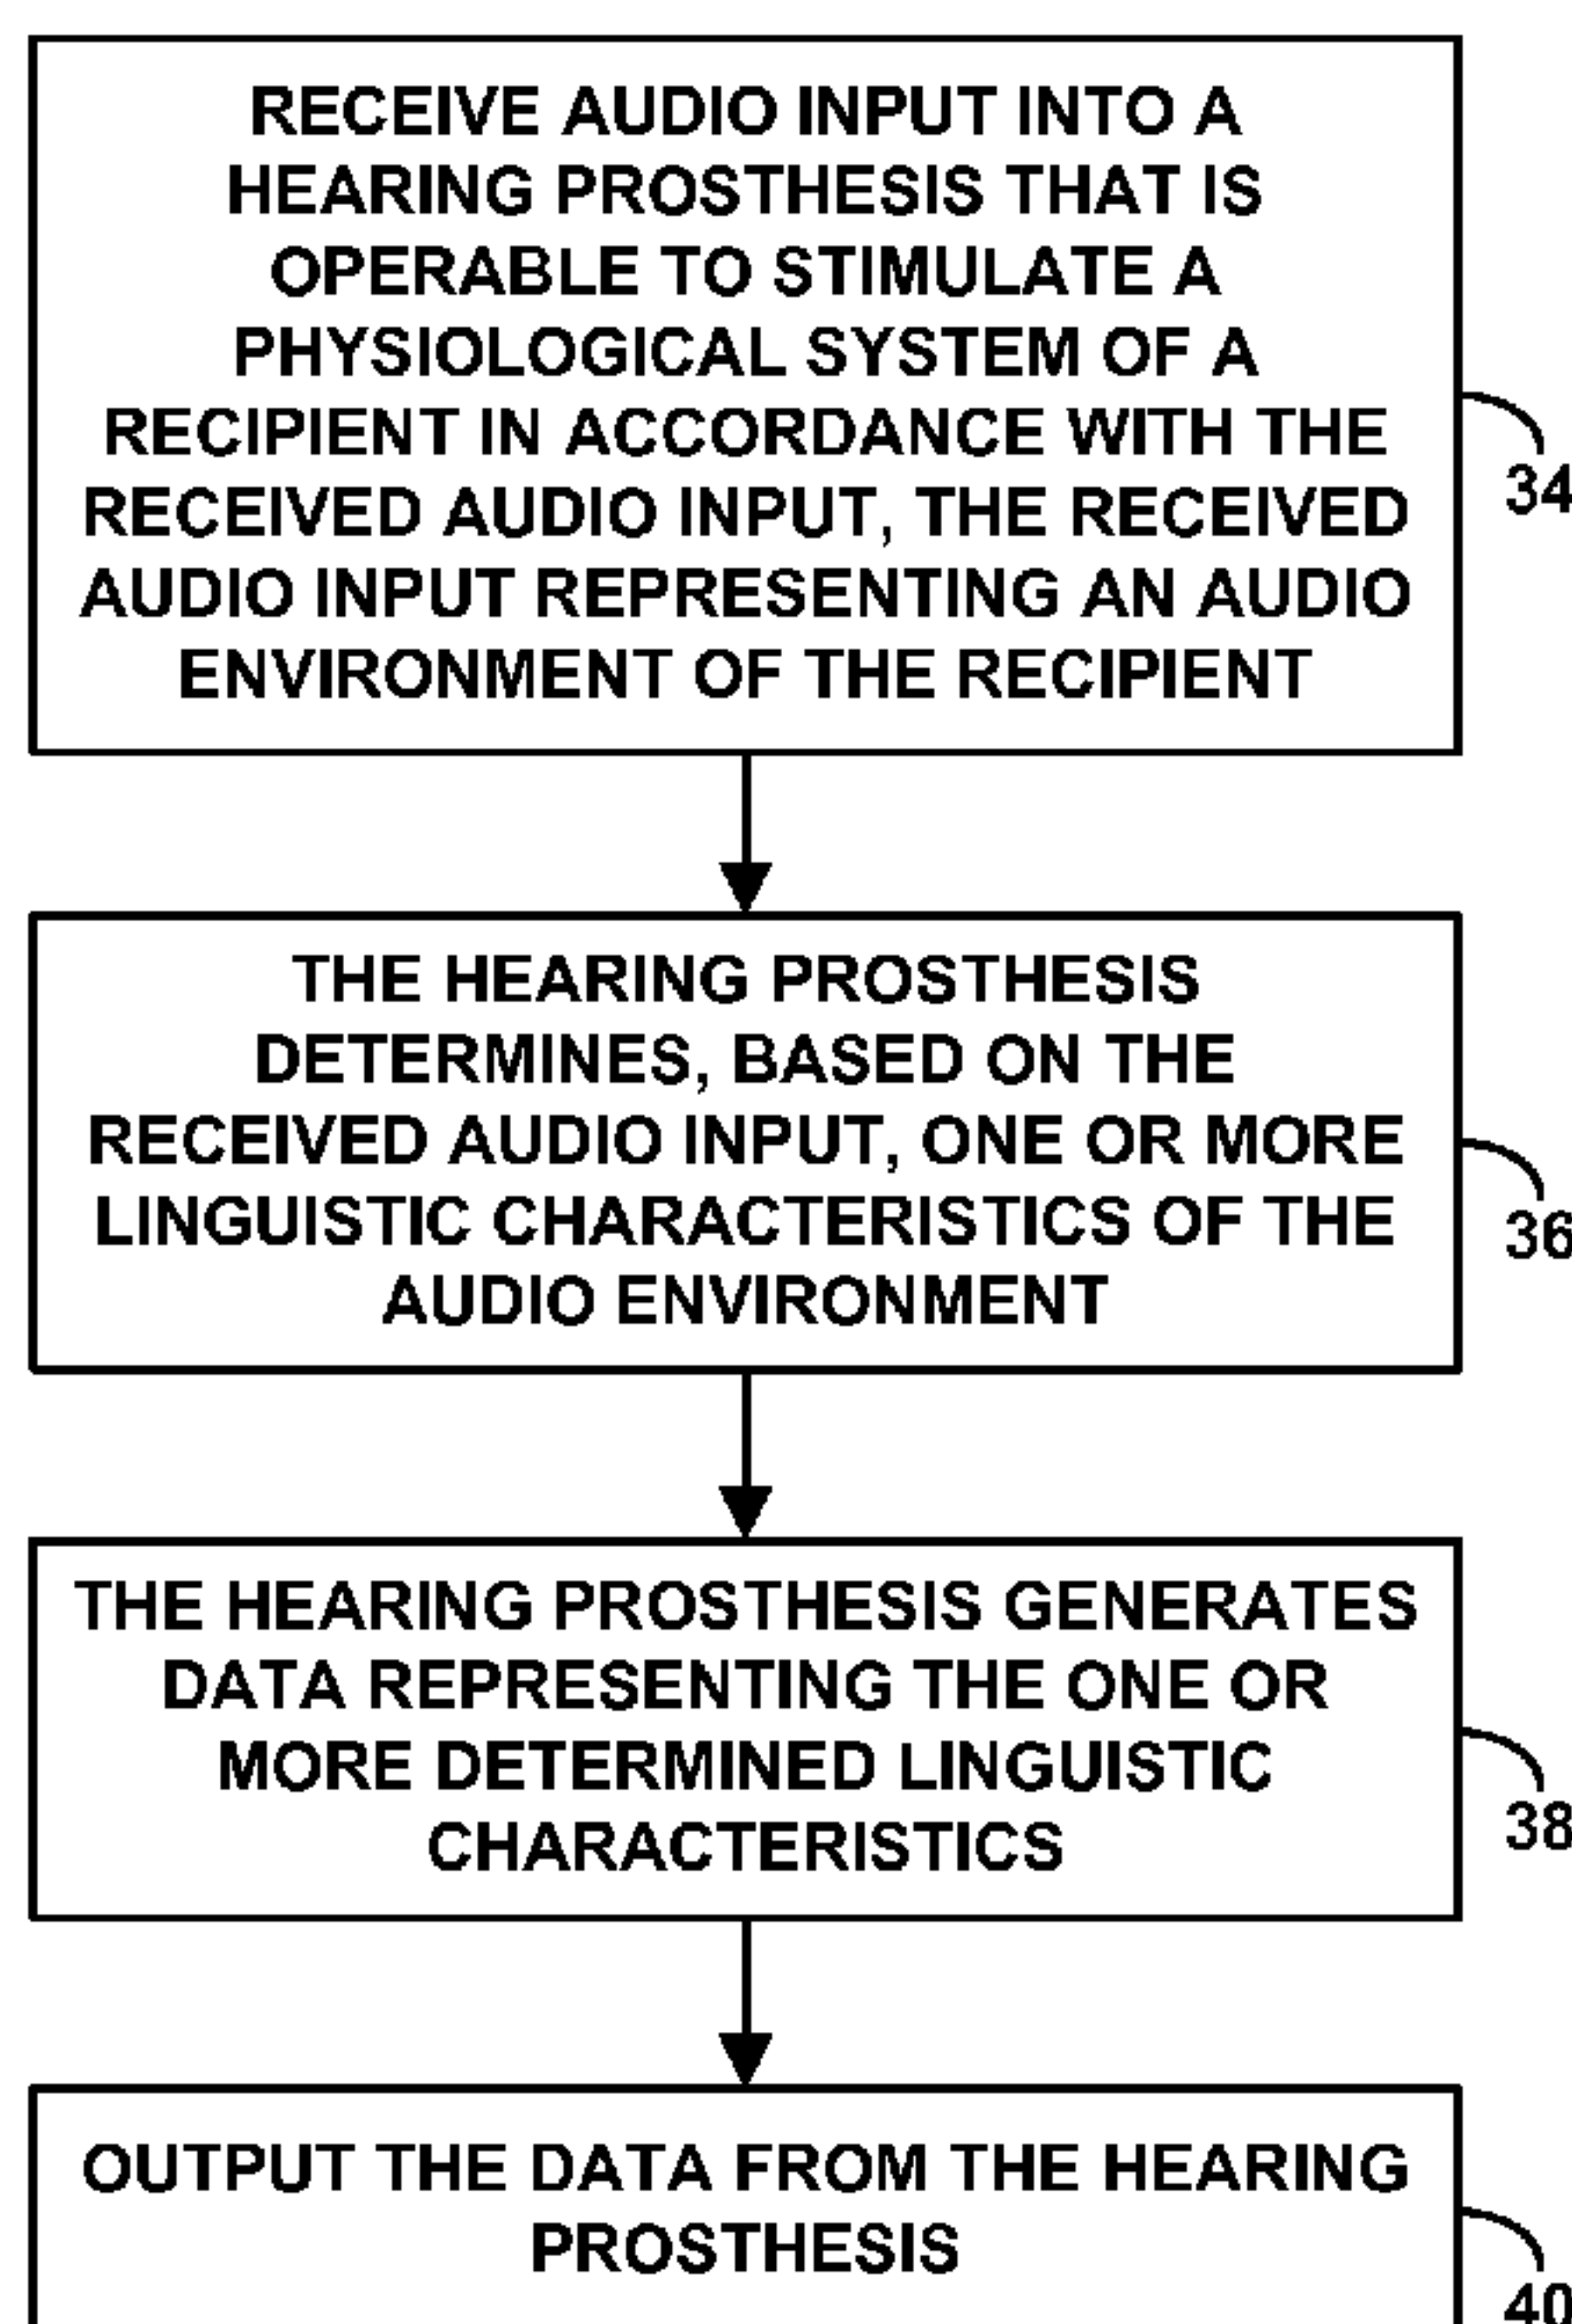 RECEIVE AUDIO INPUT INTO A
HEARING PROSTHESIS THAT IS
OPERABLE TO STIMULATE A
PHYSIOLOGICAL SYSTEM OF A
RECIPIENT IN ACCORDANCE WITH THE
RECEIVED AUDIO INPUT, THE RECEIVED
AUDIO INPUT REPRESENTING AN AUDIO
ENVIRONMENT OF THE RECIPIENT
34
THE HEARING PROSTHESIS
DETERMINES, BASED ON THE
RECEIVED AUDIO INPUT, ONE OR MORE
LINGUISTIC CHARACTERISTICS OF THE
AUDIO ENVIRONMENT
36
THE HEARING PROSTHESIS GENERATES
DATA REPRESENTING THE ONE OR
MORE DETERMINED LINGUISTIC
CHARACTERISTICS
38
OUTPUT THE DATA FROM THE HEARING
PROSTHESIS
40